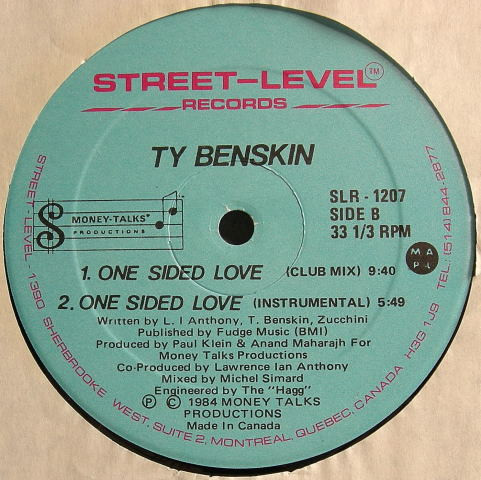 STREET-LEVEL TM
RECORDS
TY BENSKIN
MONEY-TALKS
PRODUCTIONS
SLR - 1207
SIDE B
33 1/3 RPM
MAPL
1. ONE SIDED LOVE (CLUB MIX) 9:40
2. ONE SIDED LOVE (INSTRUMENTAL) 5:49
Written by L. I Anthony, T. Benskin, Zucchini
Published by Fudge Music (BMI)
Produced by Paul Klein & Anand Maharajh For
Money Talks Productions
Co-Produced by Lawrence Ian Anthony
Mixed by Michel Simard
Engineered by The "Hagg"
Ⓟ © 1984 MONEY TALKS
PRODUCTIONS
Made In Canada
STREET-LEVEL - 1390 SHERBROOKE WEST, SUITE 2, MONTREAL, QUEBEC, CANADA H3G 1J9 TEL.: (514) 844-2877